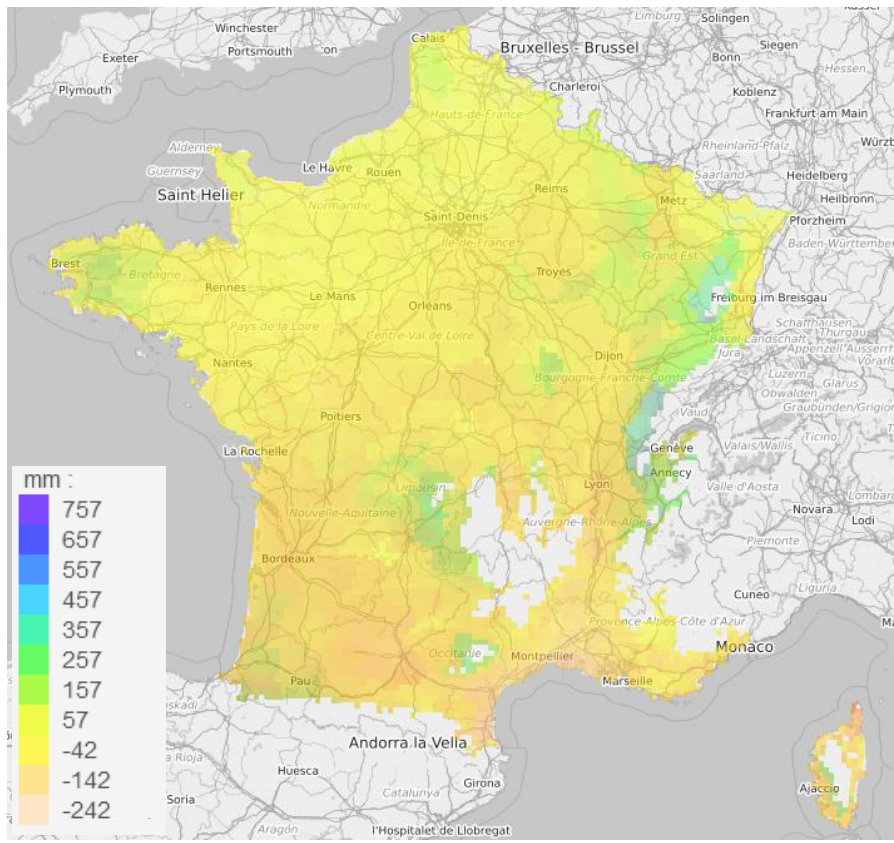 Winchester
Exeter
Portsmouth
Plymouth
Calais
Bruxelles - Brussel
Limburg
Solingen
Siegen
Bonn
Hessen
Charleroi
Koblenz
Frankfurt am Main
Hauts-de-France
Alderney
Guernsey
Le Havre
Rouen
Reims
Rheinland-Pfalz
Saarland
Heidelberg
Saint Helier
Normandie
Saint-Denis
Metz
Heilbronn
Île-de-France
Pforzheim
Brest
Bretagne
Rennes
Le Mans
Troyes
Grand Est
Orléans
Freiburg im Breisgau
Pays de la Loire
Centre-Val de Loire
Schaffhausen
Thurgau
Basel-Landschaft
Nantes
Dijon
Jura
Bourgogne-Franche-Comté
Luzern
Glarus
Obwalden
Poitiers
Vaud
La Rochelle
Genève
Valais/Wallis
Ticino
Annecy
Limousin
Lyon
Valle d'Aosta
Nouvelle-Aquitaine
Auvergne-Rhône-Alpes
Novara
Lodi
Piemonte
Bordeaux
Cuneo
Liguria
Provence-Alpes-Côte d'Azur
Occitanie
Montpellier
Monaco
Pau
Marseille
Andorra la Vella
La Rioja
Huesca
Girona
Soria
Catalunya
Ajaccio
Aragón
l'Hospitalet de Llobregat
mm :
757
657
557
457
357
257
157
57
-42
-142
-242